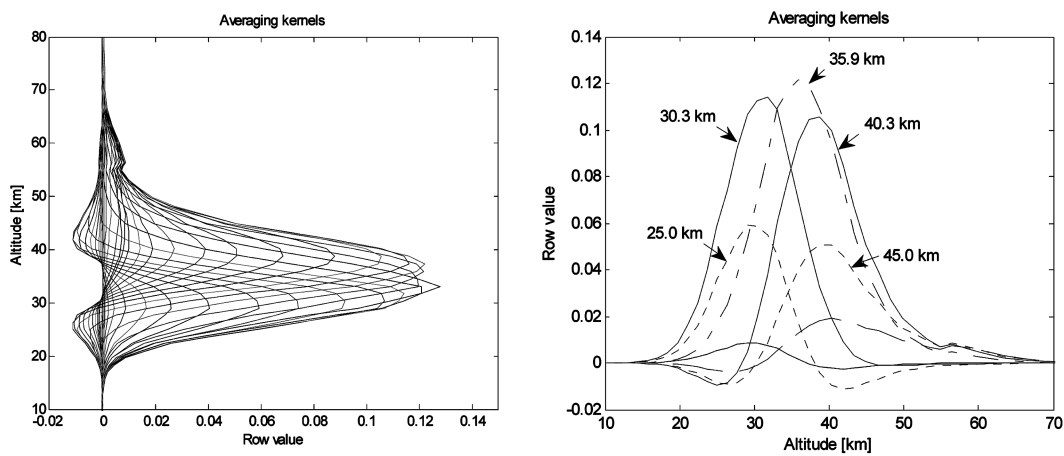 Averaging kernels
80
70
60
50
40
30
20
10
-0.02 0 0.02 0.04 0.06 0.08 0.10 0.12 0.14
Altitude [km]
Row value
Averaging kernels
0.14
0.12
0.1
0.08
0.06
0.04
0.02
0
-0.02
10 20 30 40 50 60 70
Row value
Altitude [km]
35.9 km
30.3 km
40.3 km
25.0 km
45.0 km